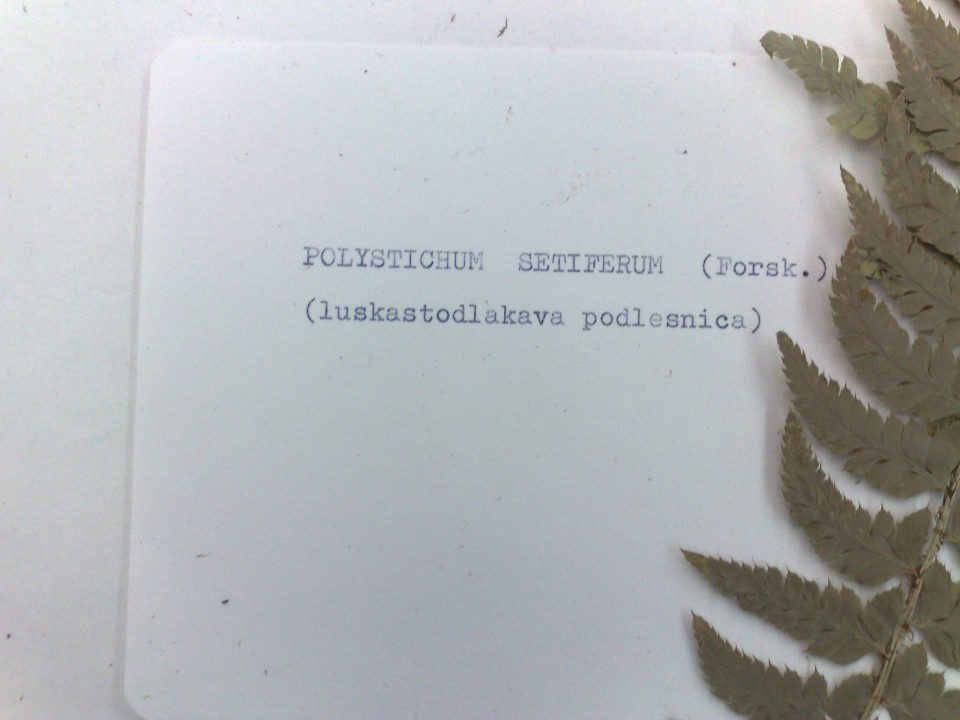 POLYSTICHUM SETIFERUM (Forsk.)
(luskastodlakava podlesnica)